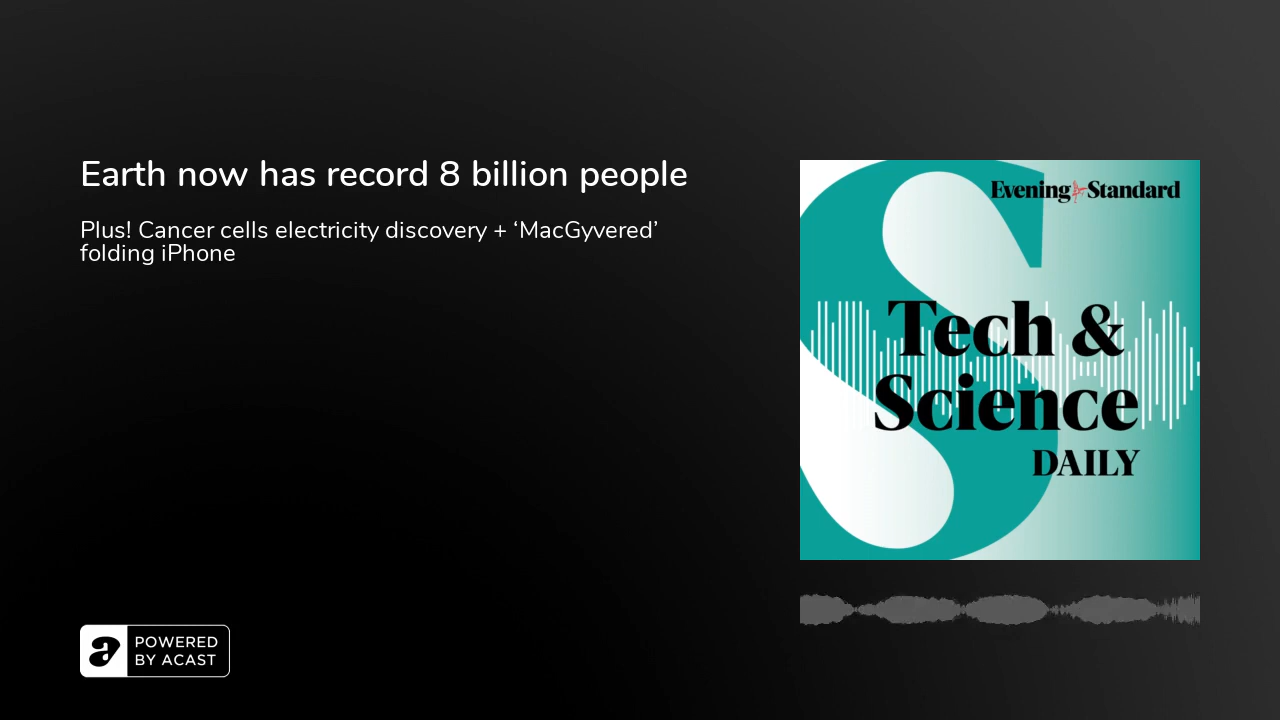 Earth now has record 8 billion people
Plus! Cancer cells electricity discovery + ‘MacGyvered’
folding iPhone
Evening Standard
Tech &
Science
DAILY
POWERED
BY ACAST